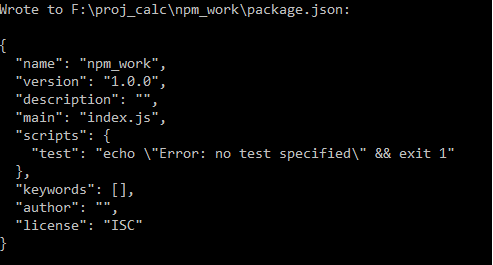 Wrote to F:\proj_calc\npm_work\package.json:
{
"name": "npm_work",
"version": "1.0.0",
"description": "",
"main": "index.js",
"scripts": {
"test": "echo \"Error: no test specified\" && exit 1"
},
"keywords": [],
"author": "",
"license": "ISC"
}